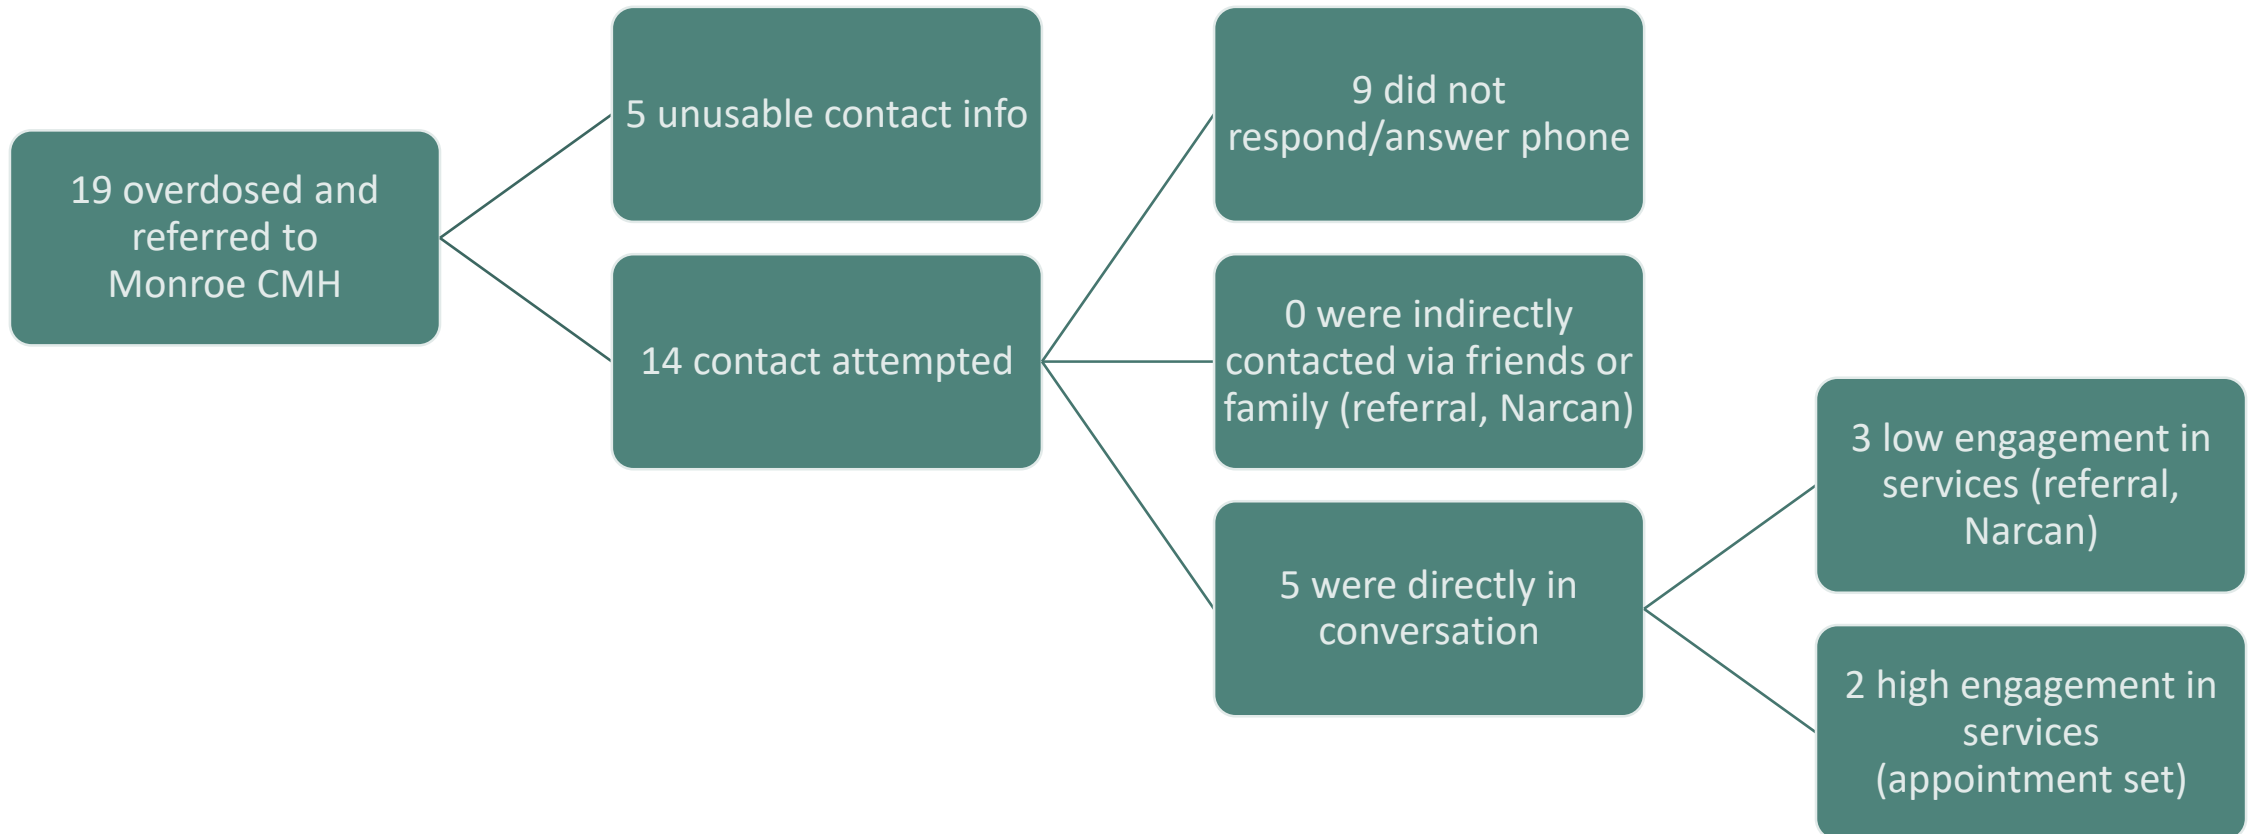 19 overdosed and
referred to
Monroe CMH
5 unusable contact info
14 contact attempted
9 did not
respond/answer phone
0 were indirectly
contacted via friends or
family (referral, Narcan)
5 were directly in
conversation
3 low engagement in
services (referral,
Narcan)
2 high engagement in
services
(appointment set)